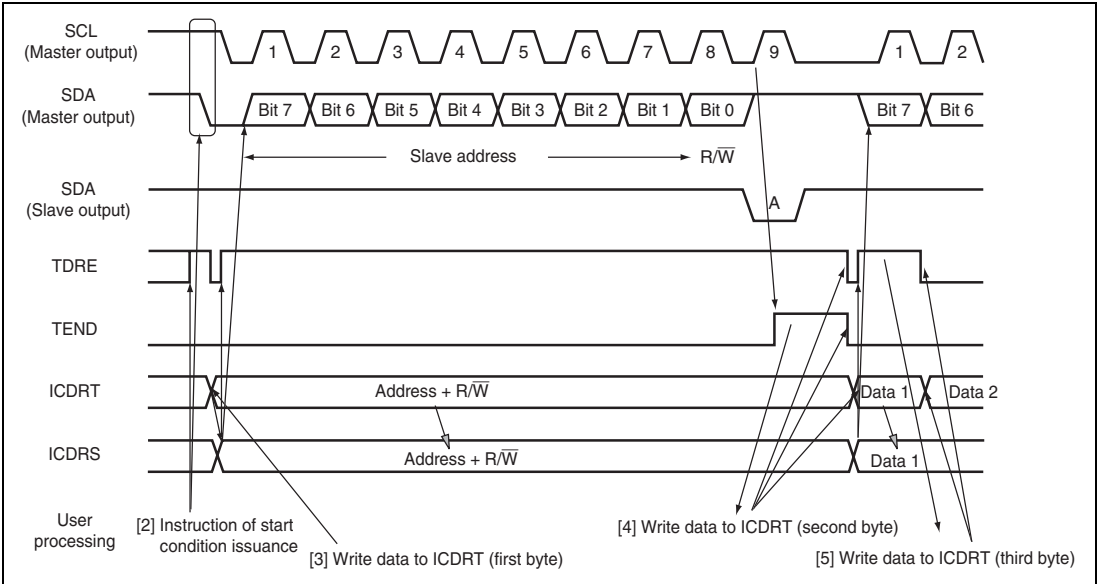 SCL
(Master output)
1 2 3 4 5 6 7 8 9 1 2
SDA
(Master output)
Bit 7 Bit 6 Bit 5 Bit 4 Bit 3 Bit 2 Bit 1 Bit 0 Bit 7 Bit 6
Slave address R/W̅
SDA
(Slave output)
A
TDRE
TEND
ICDRT
Address + R/W̅ Data 1 Data 2
ICDRS
Address + R/W̅ Data 1
User
processing
[2] Instruction of start
condition issuance
[3] Write data to ICDRT (first byte)
[4] Write data to ICDRT (second byte)
[5] Write data to ICDRT (third byte)